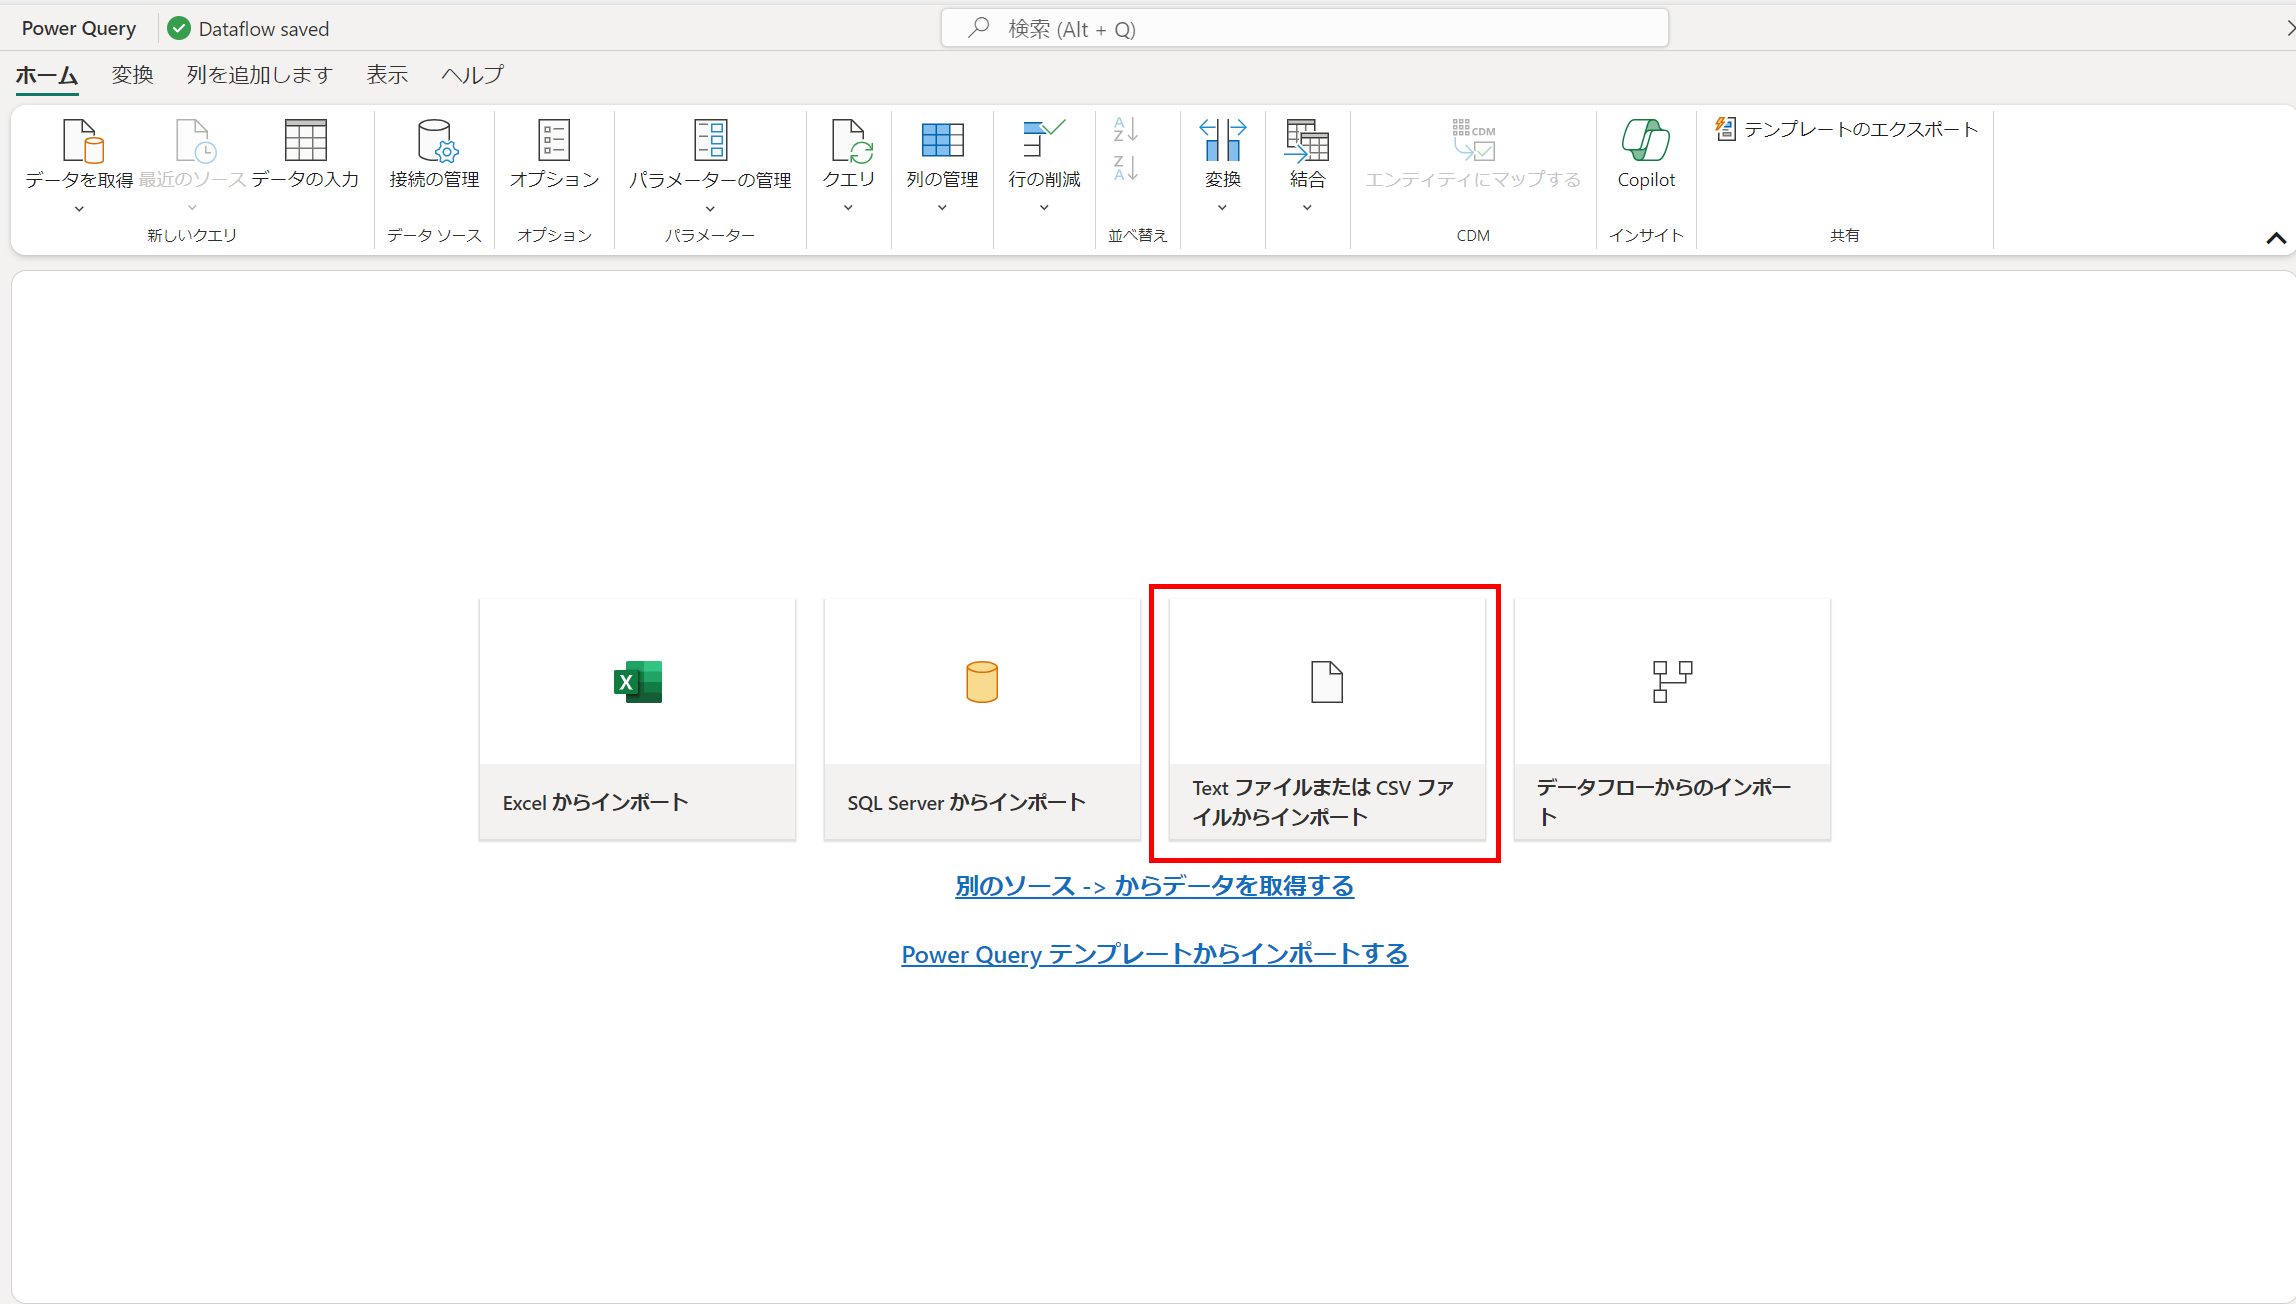 Power Query
Dataflow saved
検索 (Alt + Q)
ホーム 変換 列を追加します 表示 ヘルプ
データを取得 最近のソース データの入力 接続の管理 オプション パラメーターの管理 クエリ 列の管理 行の削減 変換 結合 エンティティにマップする Copilot テンプレートのエクスポート
A
Z
Z
A
CDM
新しいクエリ データ ソース オプション パラメーター 並べ替え CDM インサイト 共有
X
Excel からインポート
SQL Server からインポート
Text ファイルまたは CSV ファ
イルからインポート
データフローからのインポー
ト
別のソース -> からデータを取得する
Power Query テンプレートからインポートする